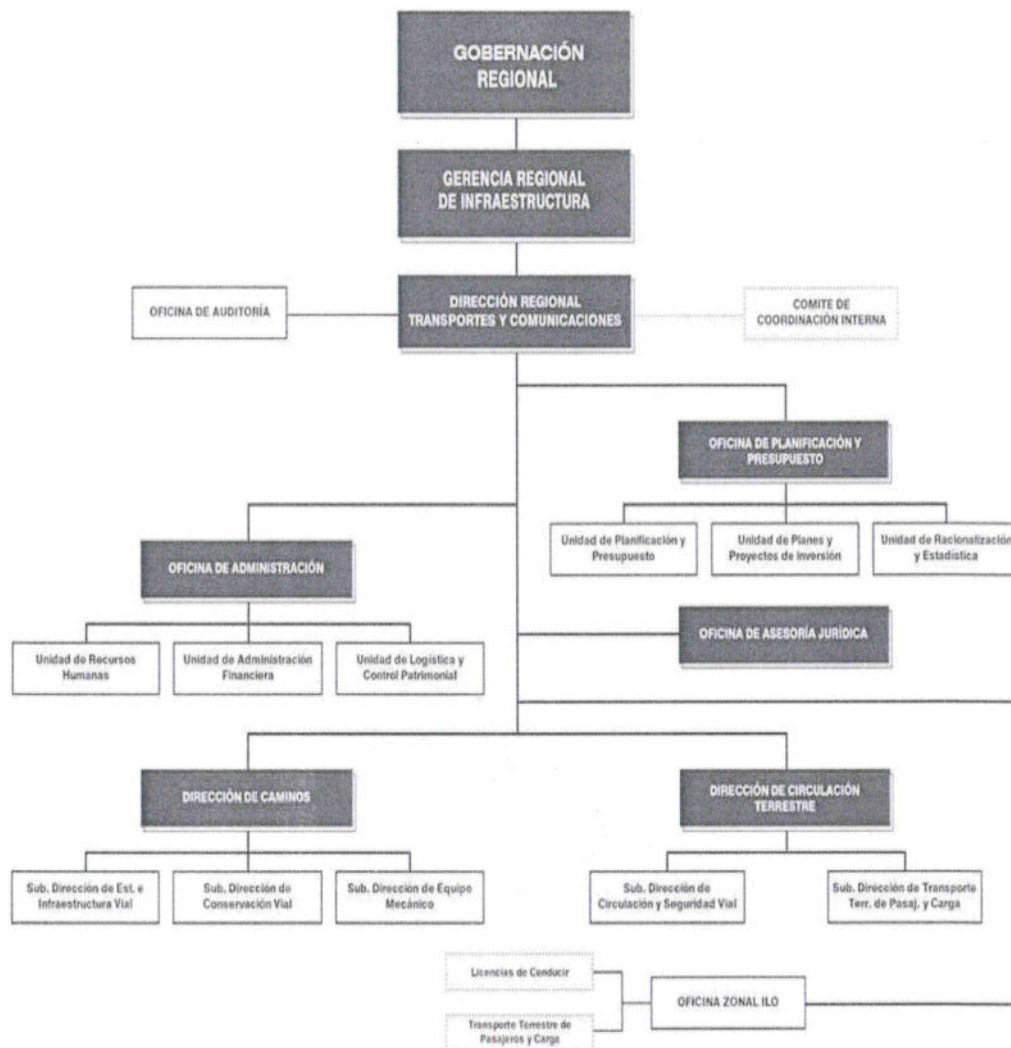 GOBERNACIÓN
REGIONAL
GERENCIA REGIONAL
DE INFRAESTRUCTURA
OFICINA DE AUDITORÍA
DIRECCIÓN REGIONAL
TRANSPORTES Y COMUNICACIONES
COMITE DE
COORDINACIÓN INTERNA
OFICINA DE PLANIFICACIÓN Y
PRESUPUESTO
Unidad de Planificación y
Presupuesto
Unidad de Planes y
Proyectos de Inversión
Unidad de Racionalización
y Estadística
OFICINA DE ADMINISTRACIÓN
OFICINA DE ASESORÍA JURÍDICA
Unidad de Recursos
Humanas
Unidad de Administración
Financiera
Unidad de Logística y
Control Patrimonial
DIRECCIÓN DE CAMINOS
DIRECCIÓN DE CIRCULACIÓN
TERRESTRE
Sub. Dirección de Est. e
Infraestructura Vial
Sub. Dirección de
Conservación Vial
Sub. Dirección de Equipo
Mecánico
Sub. Dirección de
Circulación y Seguridad Vial
Sub. Dirección de Transporte
Terr. de Pasaj. y Carga
Licencias de Conducir
OFICINA ZONAL ILO
Transporte Terrestre de
Pasajeros y Carga